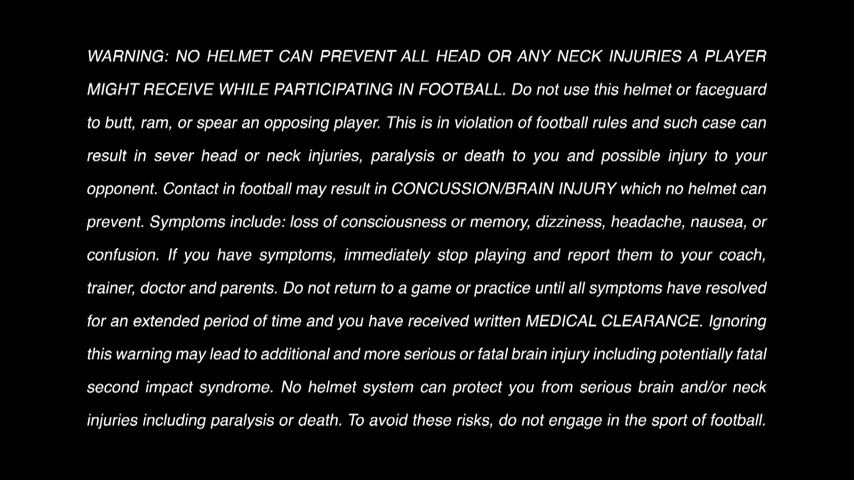 WARNING: NO HELMET CAN PREVENT ALL HEAD OR ANY NECK INJURIES A PLAYER
MIGHT RECEIVE WHILE PARTICIPATING IN FOOTBALL. Do not use this helmet or faceguard
to butt, ram, or spear an opposing player. This is in violation of football rules and such case can
result in sever head or neck injuries, paralysis or death to you and possible injury to your
opponent. Contact in football may result in CONCUSSION/BRAIN INJURY which no helmet can
prevent. Symptoms include: loss of consciousness or memory, dizziness, headache, nausea, or
confusion. If you have symptoms, immediately stop playing and report them to your coach,
trainer, doctor and parents. Do not return to a game or practice until all symptoms have resolved
for an extended period of time and you have received written MEDICAL CLEARANCE. Ignoring
this warning may lead to additional and more serious or fatal brain injury including potentially fatal
second impact syndrome. No helmet system can protect you from serious brain and/or neck
injuries including paralysis or death. To avoid these risks, do not engage in the sport of football.